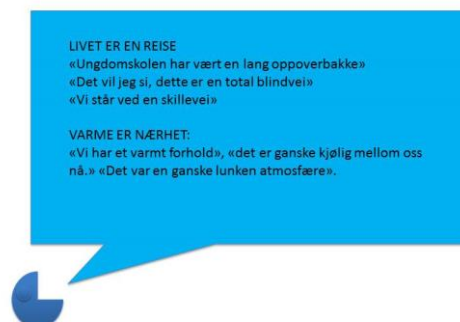 LIVET ER EN REISE
«Ungdomskolen har vært en lang oppoverbakke»
«Det vil jeg si, dette er en total blindvei»
«Vi står ved en skillevei»
VARME ER NÆRHET:
«Vi har et varmt forhold», «det er ganske kjølig mellom oss
nå.» «Det var en ganske lunken atmosfære».